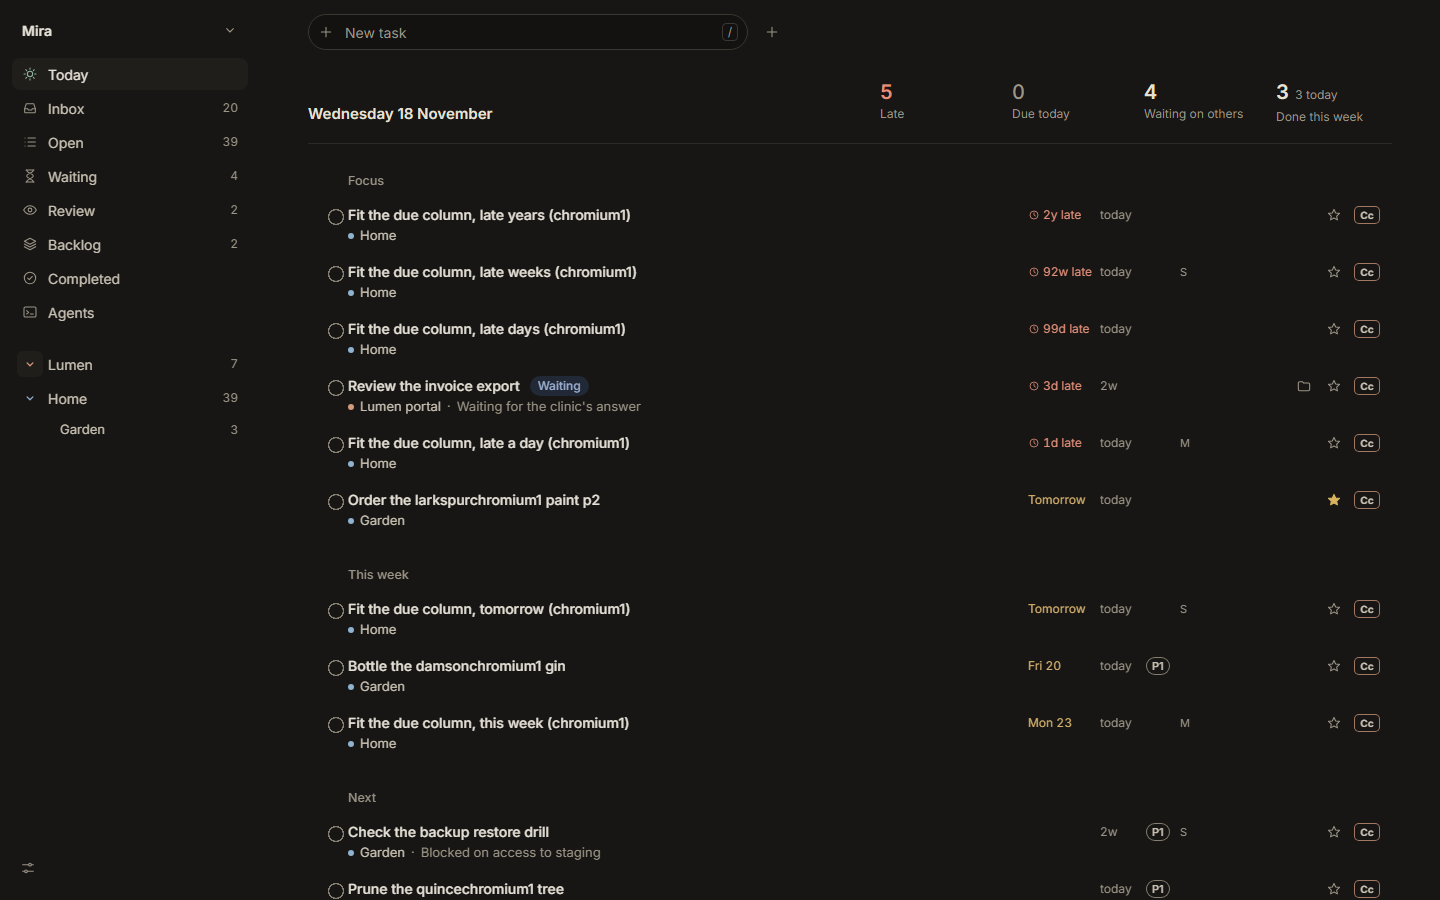 Mira
Today
Inbox 20
Open 39
Waiting 4
Review 2
Backlog 2
Completed
Agents
Lumen 7
Home 39
Garden 3
New task /
Wednesday 18 November
5
Late
0
Due today
4
Waiting on others
3 3 today
Done this week
Focus
Fit the due column, late years (chromium1) 2y late today Cc
Home
Fit the due column, late weeks (chromium1) 92w late today S Cc
Home
Fit the due column, late days (chromium1) 99d late today Cc
Home
Review the invoice export Waiting 3d late 2w Cc
Lumen portal · Waiting for the clinic's answer
Fit the due column, late a day (chromium1) 1d late today M Cc
Home
Order the larkspurchromium1 paint p2 Tomorrow today Cc
Garden
This week
Fit the due column, tomorrow (chromium1) Tomorrow today S Cc
Home
Bottle the damsonchromium1 gin Fri 20 today P1 Cc
Garden
Fit the due column, this week (chromium1) Mon 23 today M Cc
Home
Next
Check the backup restore drill 2w P1 S Cc
Garden · Blocked on access to staging
Prune the quincechromium1 tree today P1 Cc